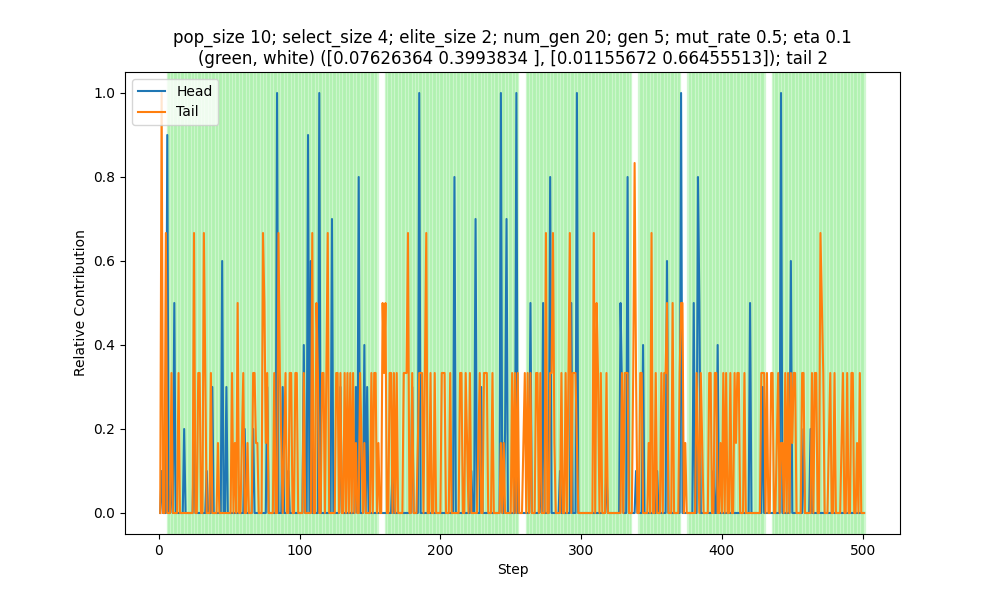 pop_size 10; select_size 4; elite_size 2; num_gen 20; gen 5; mut_rate 0.5; eta 0.1
(green, white) ([0.07626364 0.3993834 ], [0.01155672 0.66455513]); tail 2
Head
Tail
Relative Contribution
1.0
0.8
0.6
0.4
0.2
0.0
0 100 200 300 400 500
Step